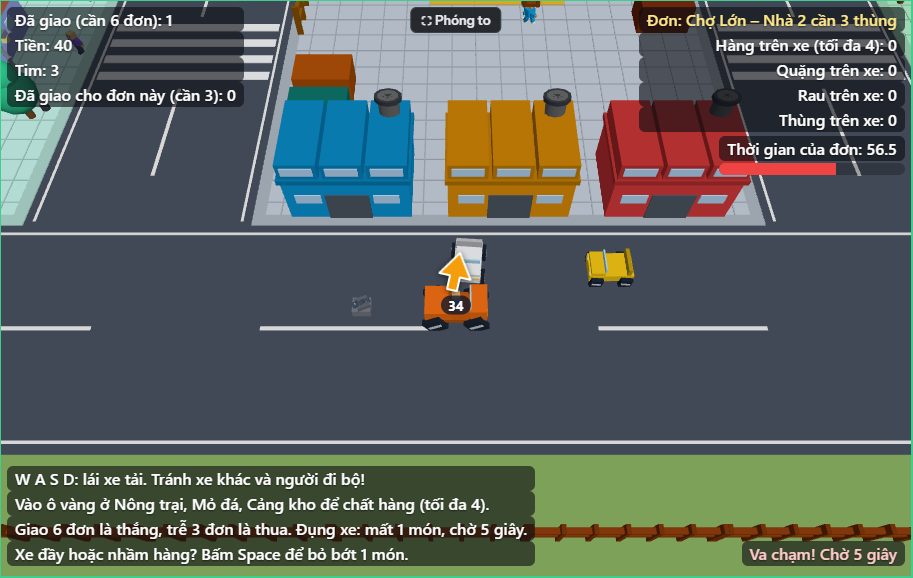 Đã giao (cần 6 đơn): 1
Tiền: 40
Tim: 3
Đã giao cho đơn này (cần 3): 0
Phóng to
Đơn: Chợ Lớn – Nhà 2 cần 3 thùng
Hàng trên xe (tối đa 4): 0
Quặng trên xe: 0
Rau trên xe: 0
Thùng trên xe: 0
Thời gian của đơn: 56.5
34
W A S D: lái xe tải. Tránh xe khác và người đi bộ!
Vào ô vàng ở Nông trại, Mỏ đá, Cảng kho để chất hàng (tối đa 4).
Giao 6 đơn là thắng, trễ 3 đơn là thua. Đụng xe: mất 1 món, chờ 5 giây.
Xe đầy hoặc nhầm hàng? Bấm Space để bỏ bớt 1 món.
Va chạm! Chờ 5 giây